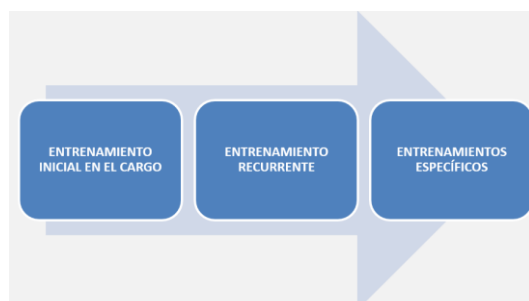 ENTRENAMIENTO
INICIAL EN EL CARGO
ENTRENAMIENTO
RECURRENTE
ENTRENAMIENTOS
ESPECÍFICOS